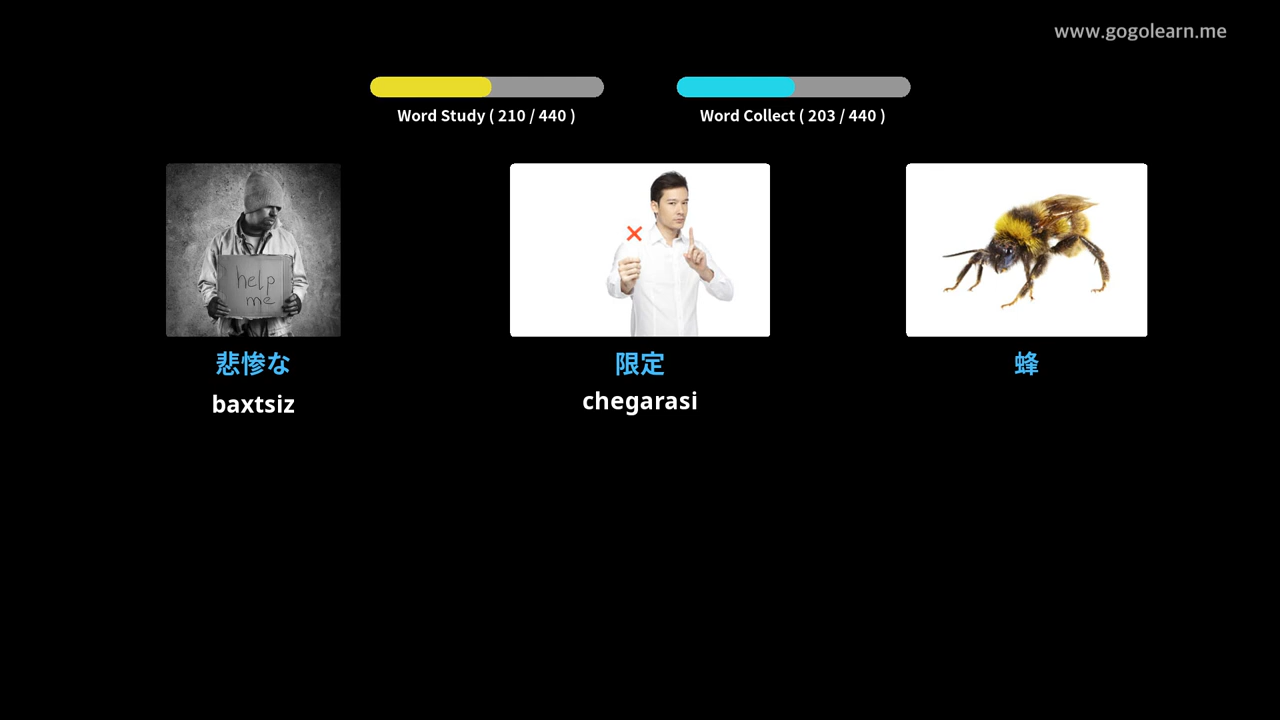 www.gogolearn.me
Word Study ( 210 / 440 )
Word Collect ( 203 / 440 )
help
me
悲惨な
限定
蜂
baxtsiz
chegarasi